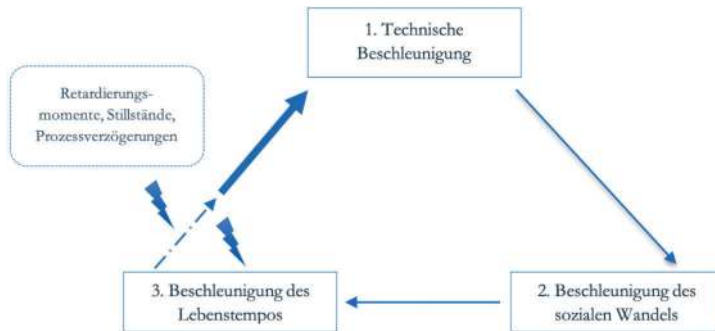 1. Technische
Beschleunigung
Retardierungs-
momente, Stillstände,
Prozessverzögerungen
3. Beschleunigung des
Lebenstempos
2. Beschleunigung des
sozialen Wandels